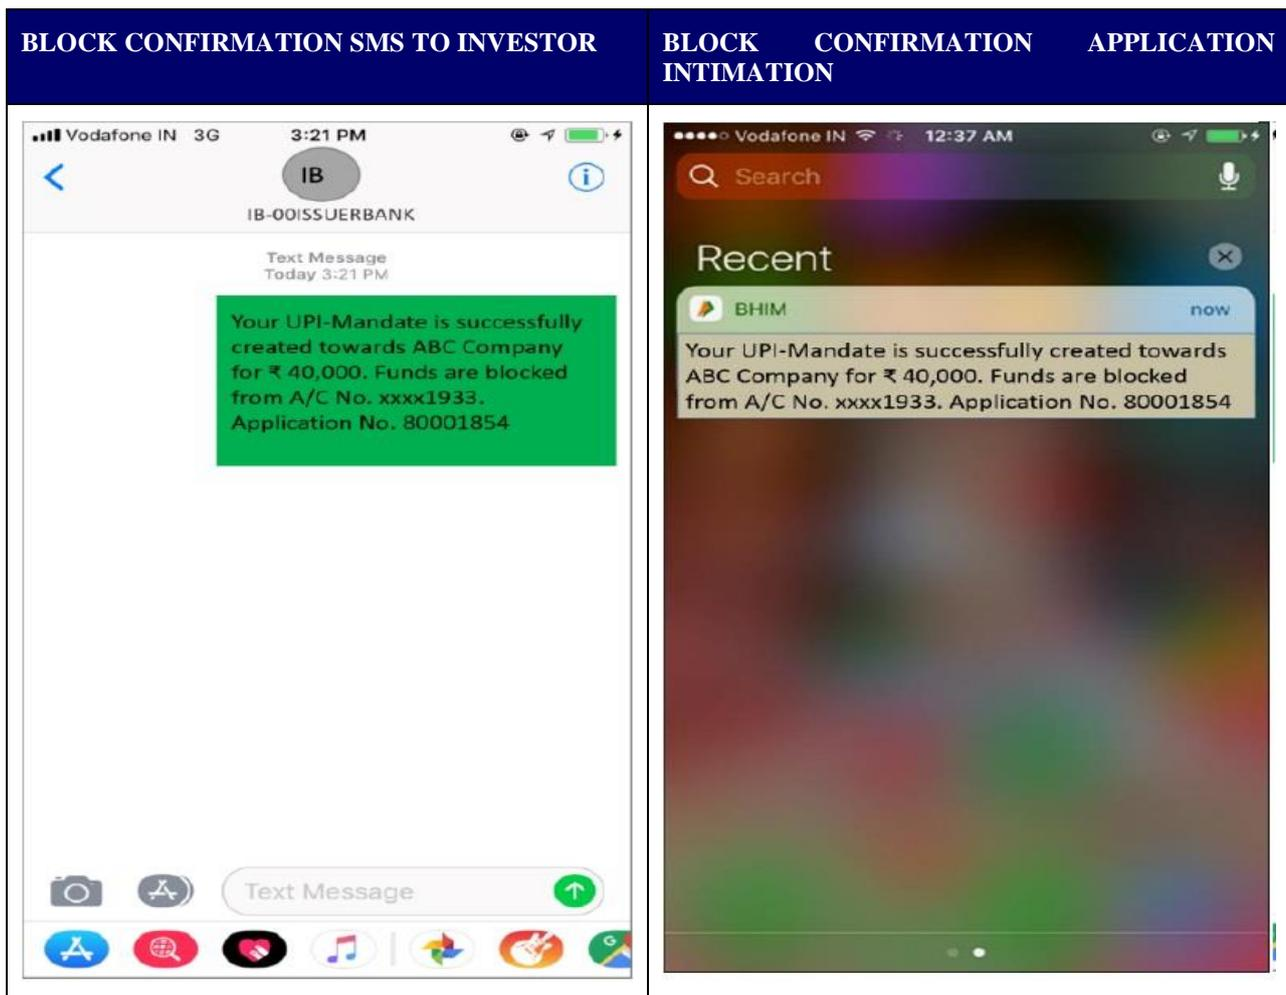 BLOCK CONFIRMATION SMS TO INVESTOR
BLOCK CONFIRMATION APPLICATION
INTIMATION
Vodafone IN 3G 3:21 PM
IB
IB-00ISSUERBANK
Text Message
Today 3:21 PM
Your UPI-Mandate is successfully
created towards ABC Company
for ₹ 40,000. Funds are blocked
from A/C No. xxxx1933.
Application No. 80001854
Text Message
Vodafone IN 12:37 AM
Search
Recent
BHIM now
Your UPI-Mandate is successfully created towards
ABC Company for ₹ 40,000. Funds are blocked
from A/C No. xxxx1933. Application No. 80001854